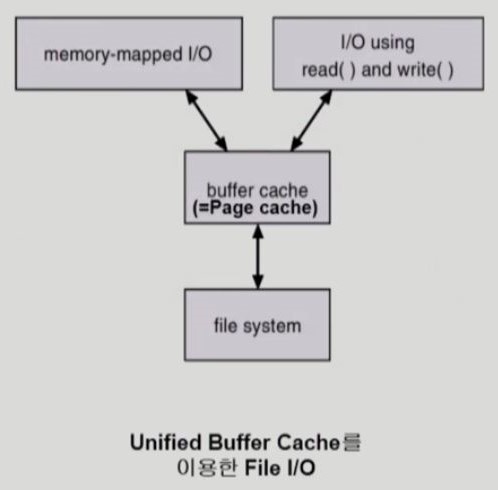 memory-mapped I/O
I/O using
read( ) and write( )
buffer cache
(=Page cache)
file system
Unified Buffer Cache를
이용한 File I/O